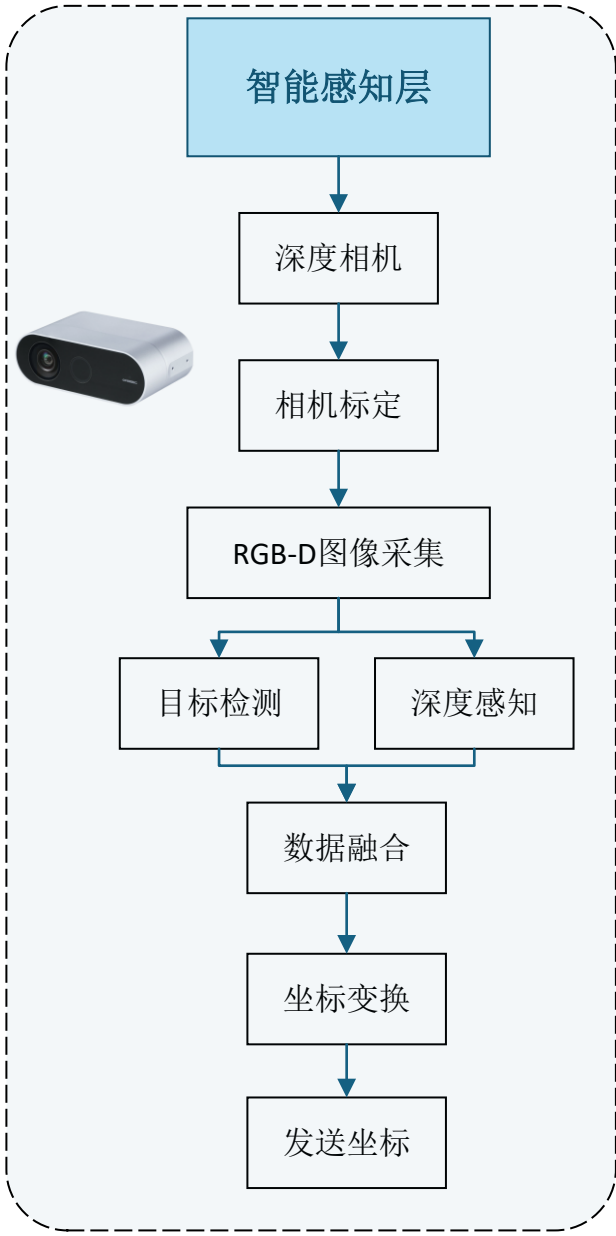 智能感知层
深度相机
相机标定
RGB-D图像采集
目标检测
深度感知
数据融合
坐标变换
发送坐标